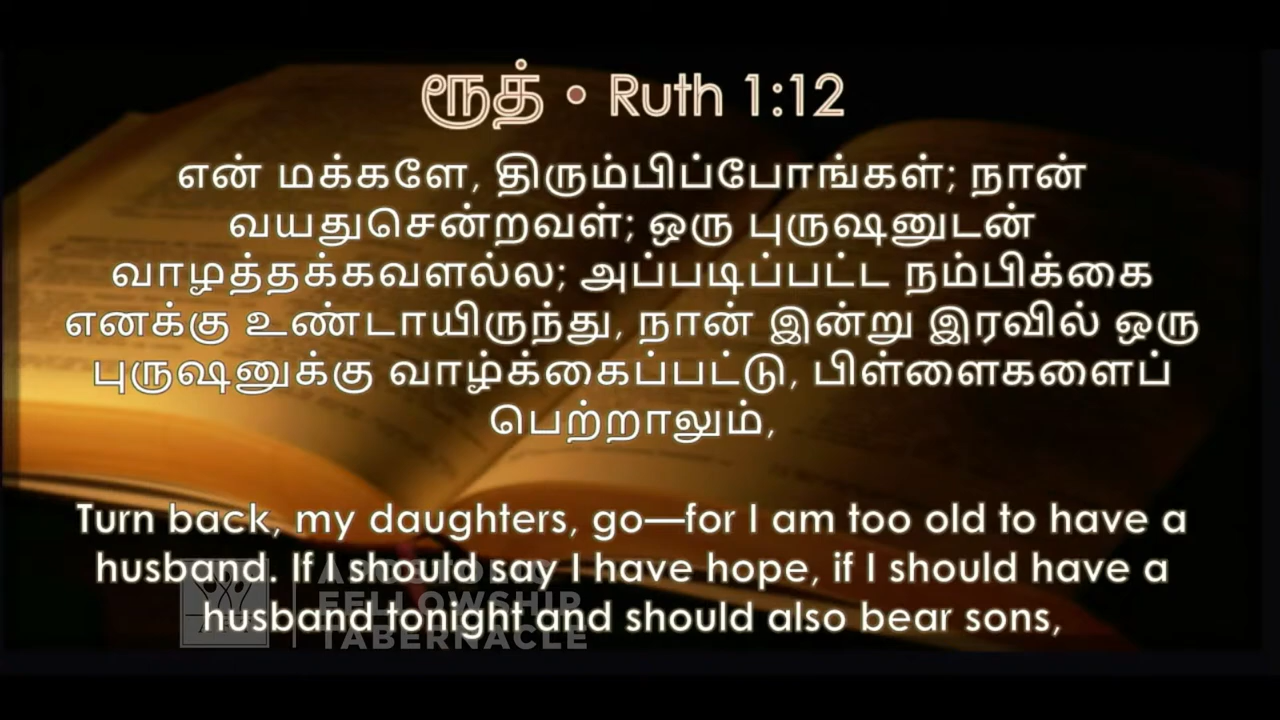 ரூத் • Ruth 1:12
என் மக்களே, திரும்பிப்போங்கள்; நான்
வயதுசென்றவள்; ஒரு புருஷனுடன்
வாழத்தக்கவளல்ல; அப்படிப்பட்ட நம்பிக்கை
எனக்கு உண்டாயிருந்து, நான் இன்று இரவில் ஒரு
புருஷனுக்கு வாழ்க்கைப்பட்டு, பிள்ளைகளைப்
பெற்றாலும்,
Turn back, my daughters, go—for I am too old to have a
husband. If I should say I have hope, if I should have a
husband tonight and should also bear sons,
APOSTOLIC
FELLOWSHIP
TABERNACLE
AFT